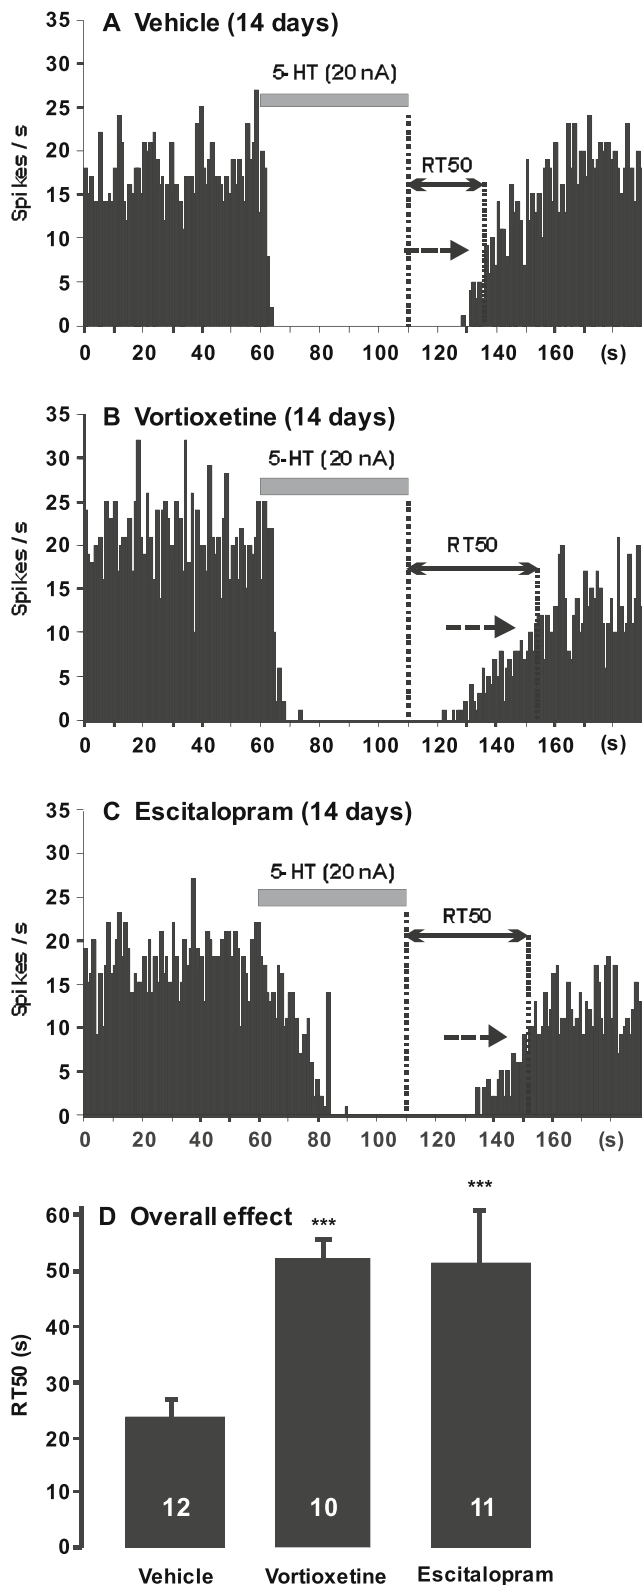 A Vehicle (14 days)
35
30
25
20
15
10
5
0
Spikes / s
5-HT (20 nA)
RT50
0 20 40 60 80 100 120 140 160 (s)
B Vortioxetine (14 days)
35
30
25
20
15
10
5
0
Spikes / s
5-HT (20 nA)
RT50
0 20 40 60 80 100 120 140 160 (s)
C Escitalopram (14 days)
35
30
25
20
15
10
5
0
Spikes / s
5-HT (20 nA)
RT50
0 20 40 60 80 100 120 140 160 (s)
D Overall effect
*** ***
60
50
40
30
20
10
0
RT50 (s)
12 10 11
Vehicle Vortioxetine Escitalopram